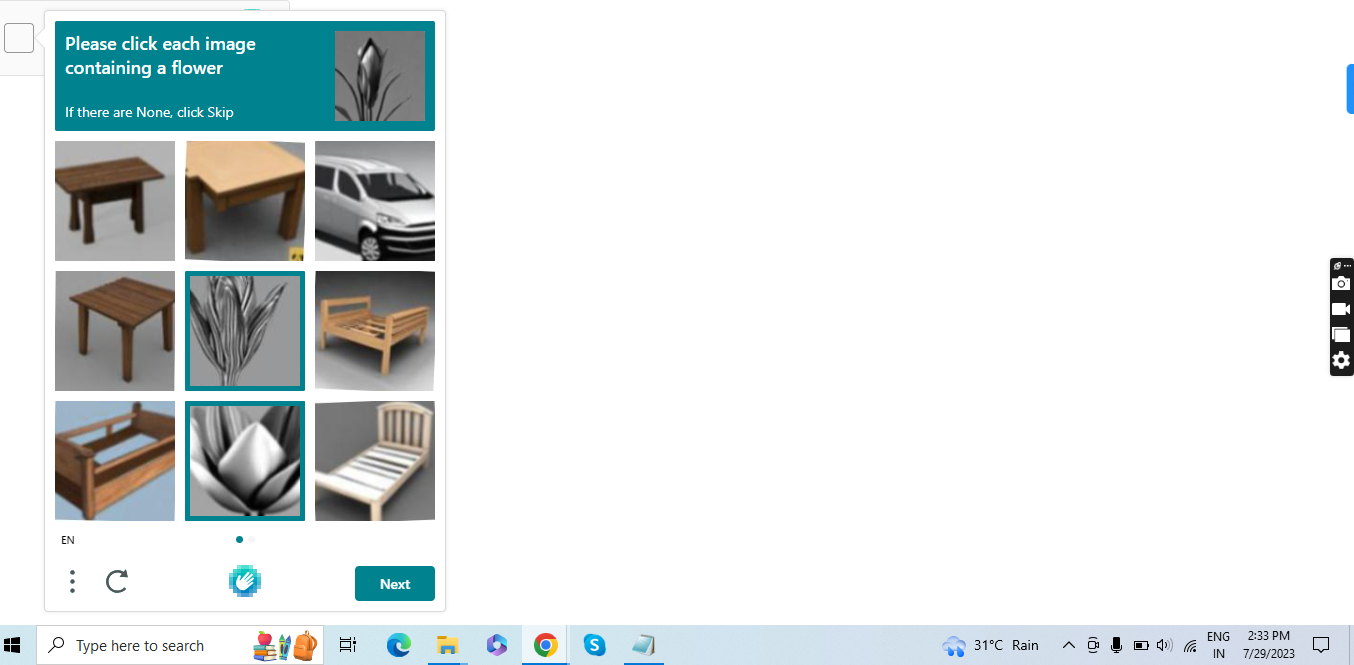 Please click each image
containing a flower
If there are None, click Skip
EN
Next
Type here to search
31°C Rain
ENG
IN
2:33 PM
7/29/2023